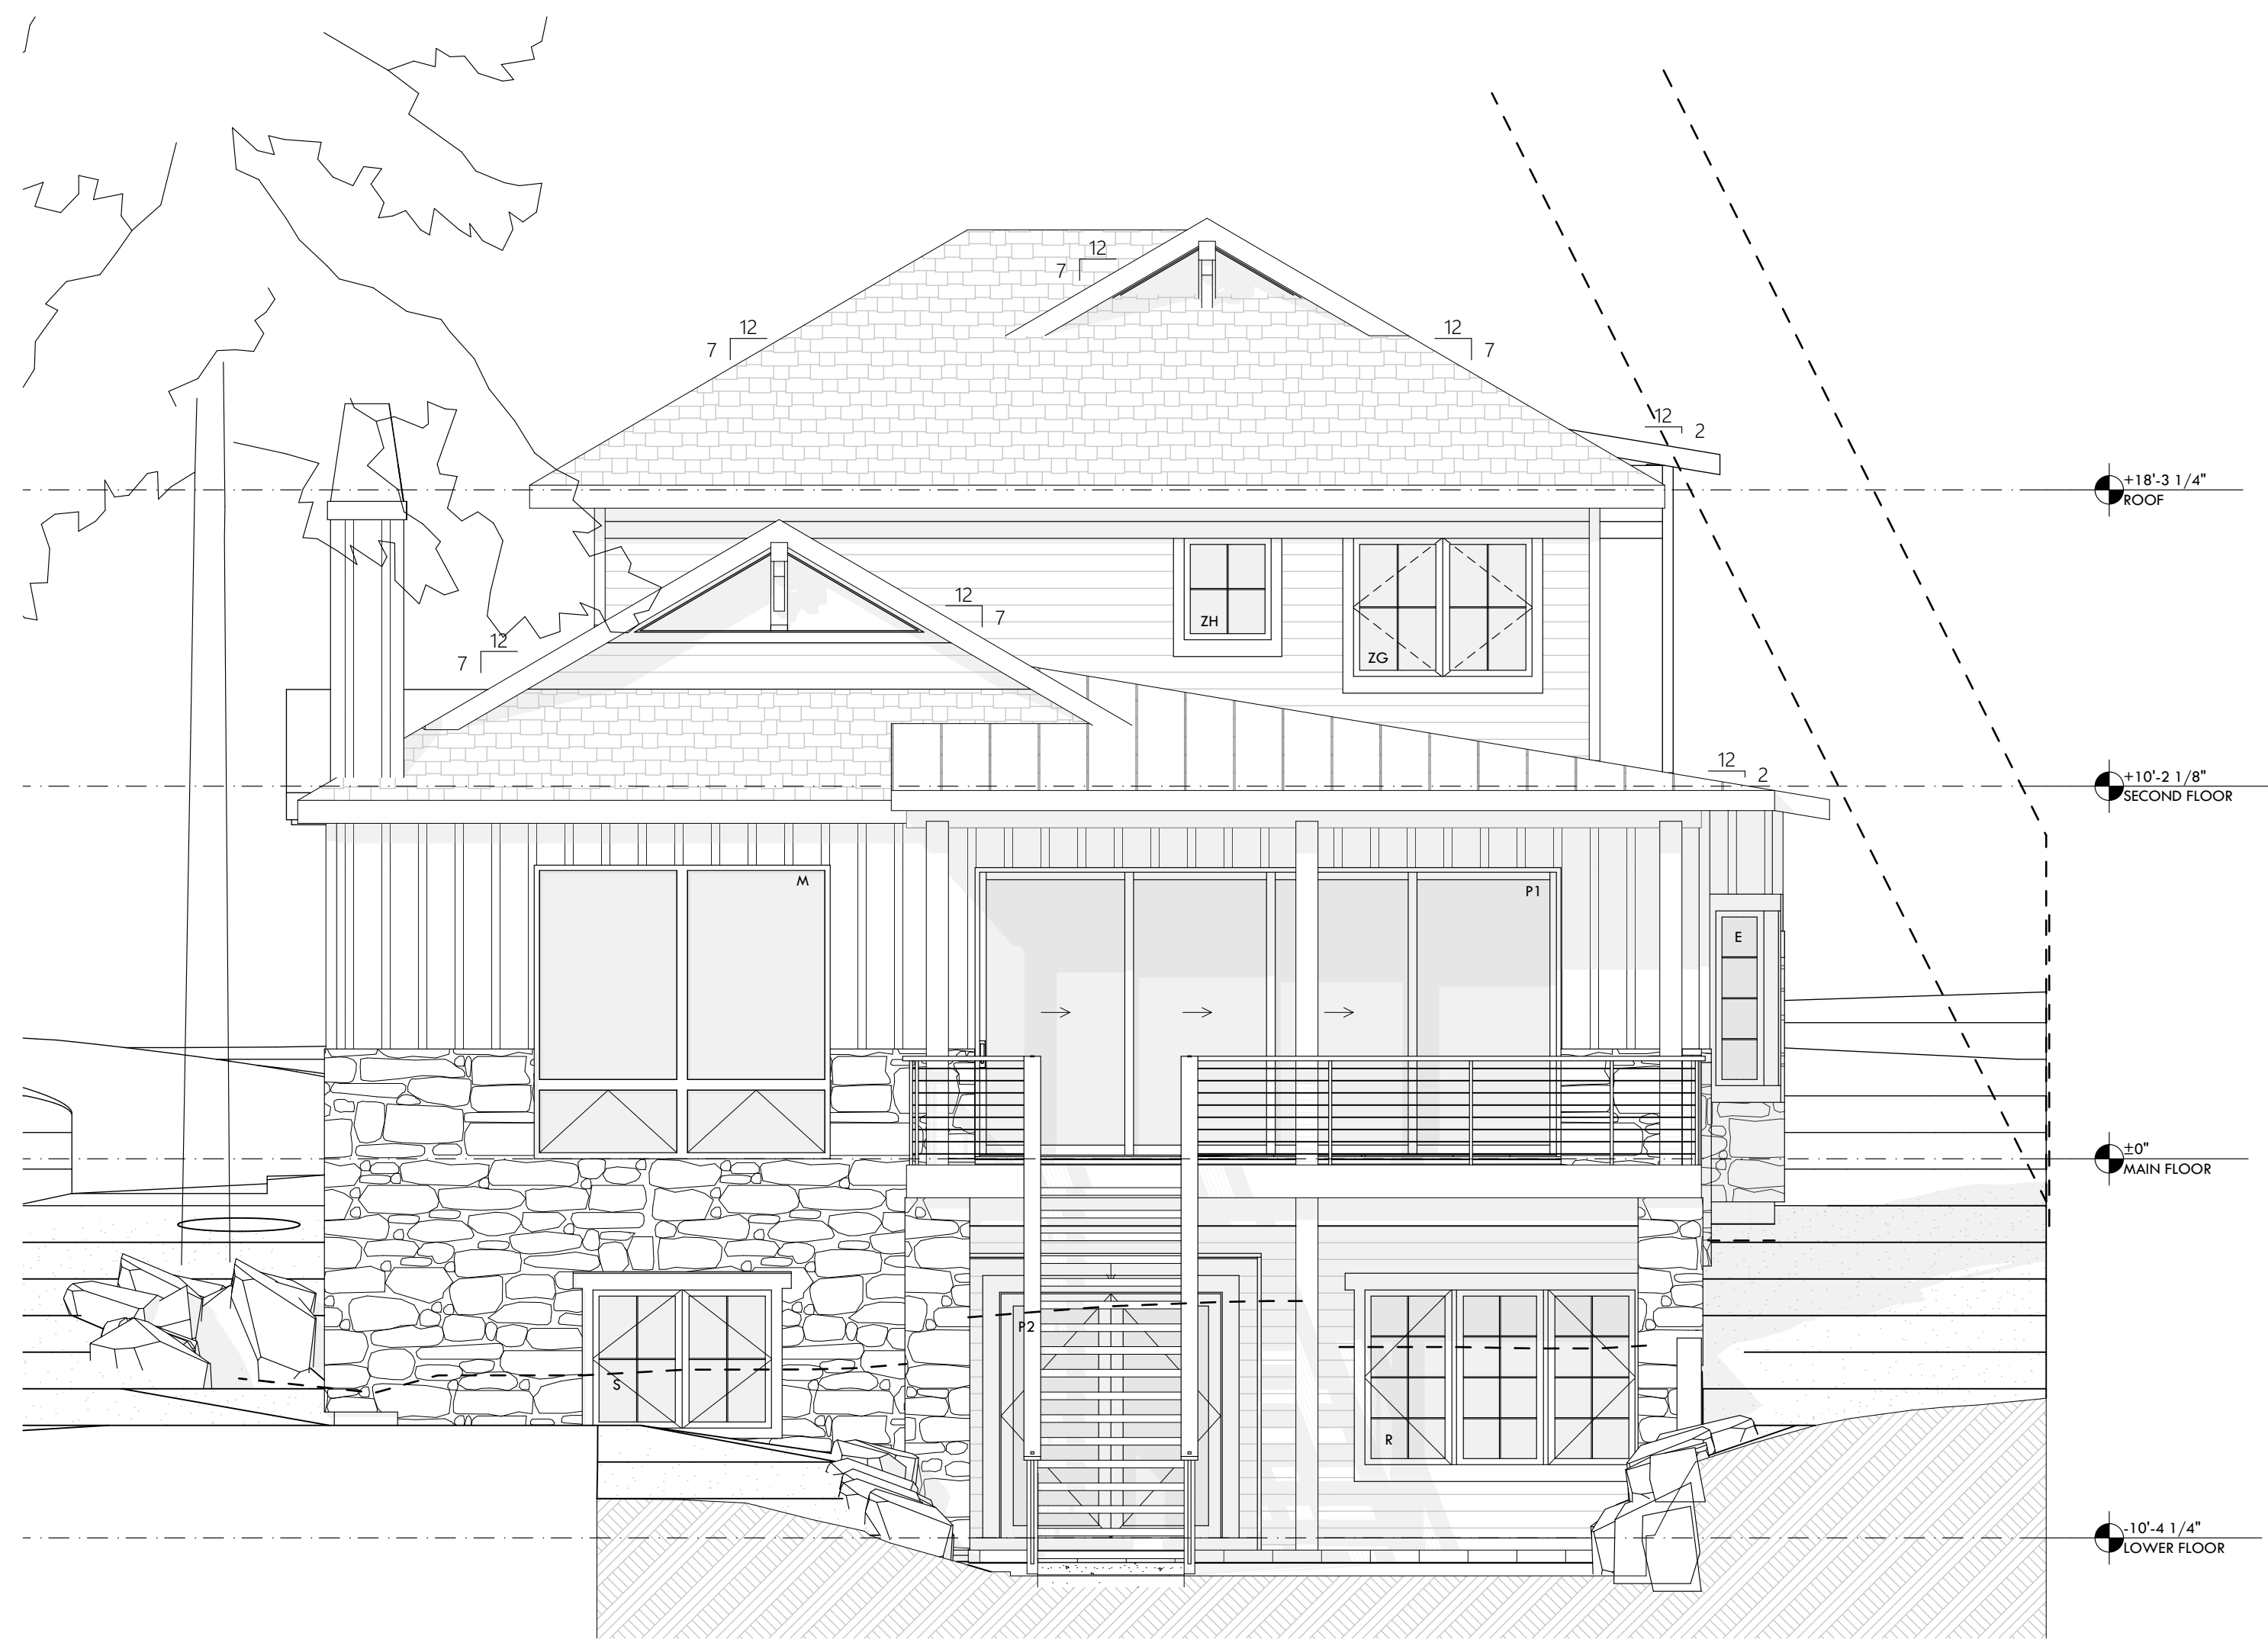 12
7
12
7
12
7
12
2
+18'-3 1/4"
ROOF
12
7
12
7
ZH
ZG
12
2
+10'-2 1/8"
SECOND FLOOR
M
P1
E
±0"
MAIN FLOOR
P2
S
R
-10'-4 1/4"
LOWER FLOOR